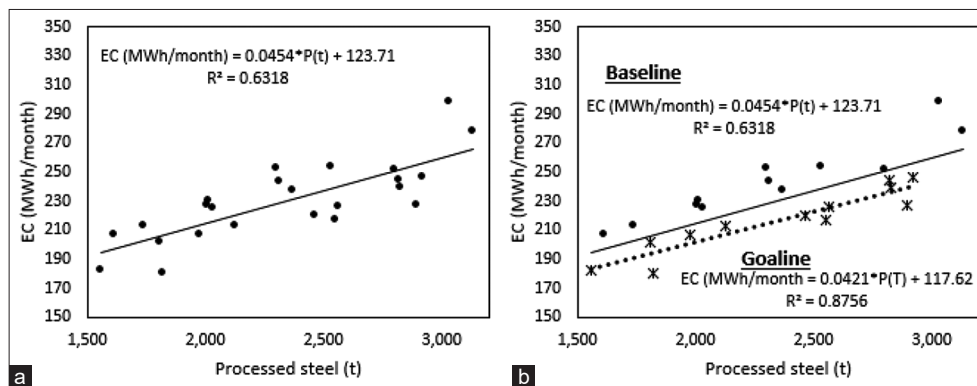 350
330
310
290
270
250
230
210
190
170
150
EC (MWh/month)
EC (MWh/month) = 0.0454*P(t) + 123.71
R² = 0.6318
1,500
2,000
2,500
3,000
Processed steel (t)
a
350
330
310
290
270
250
230
210
190
170
150
EC (MWh/month)
Baseline
EC (MWh/month) = 0.0454*P(t) + 123.71
R² = 0.6318
Goaline
EC (MWh/month = 0.0421*P(T) + 117.62
R² = 0.8756
1,500
2,000
2,500
3,000
Processed steel (t)
b